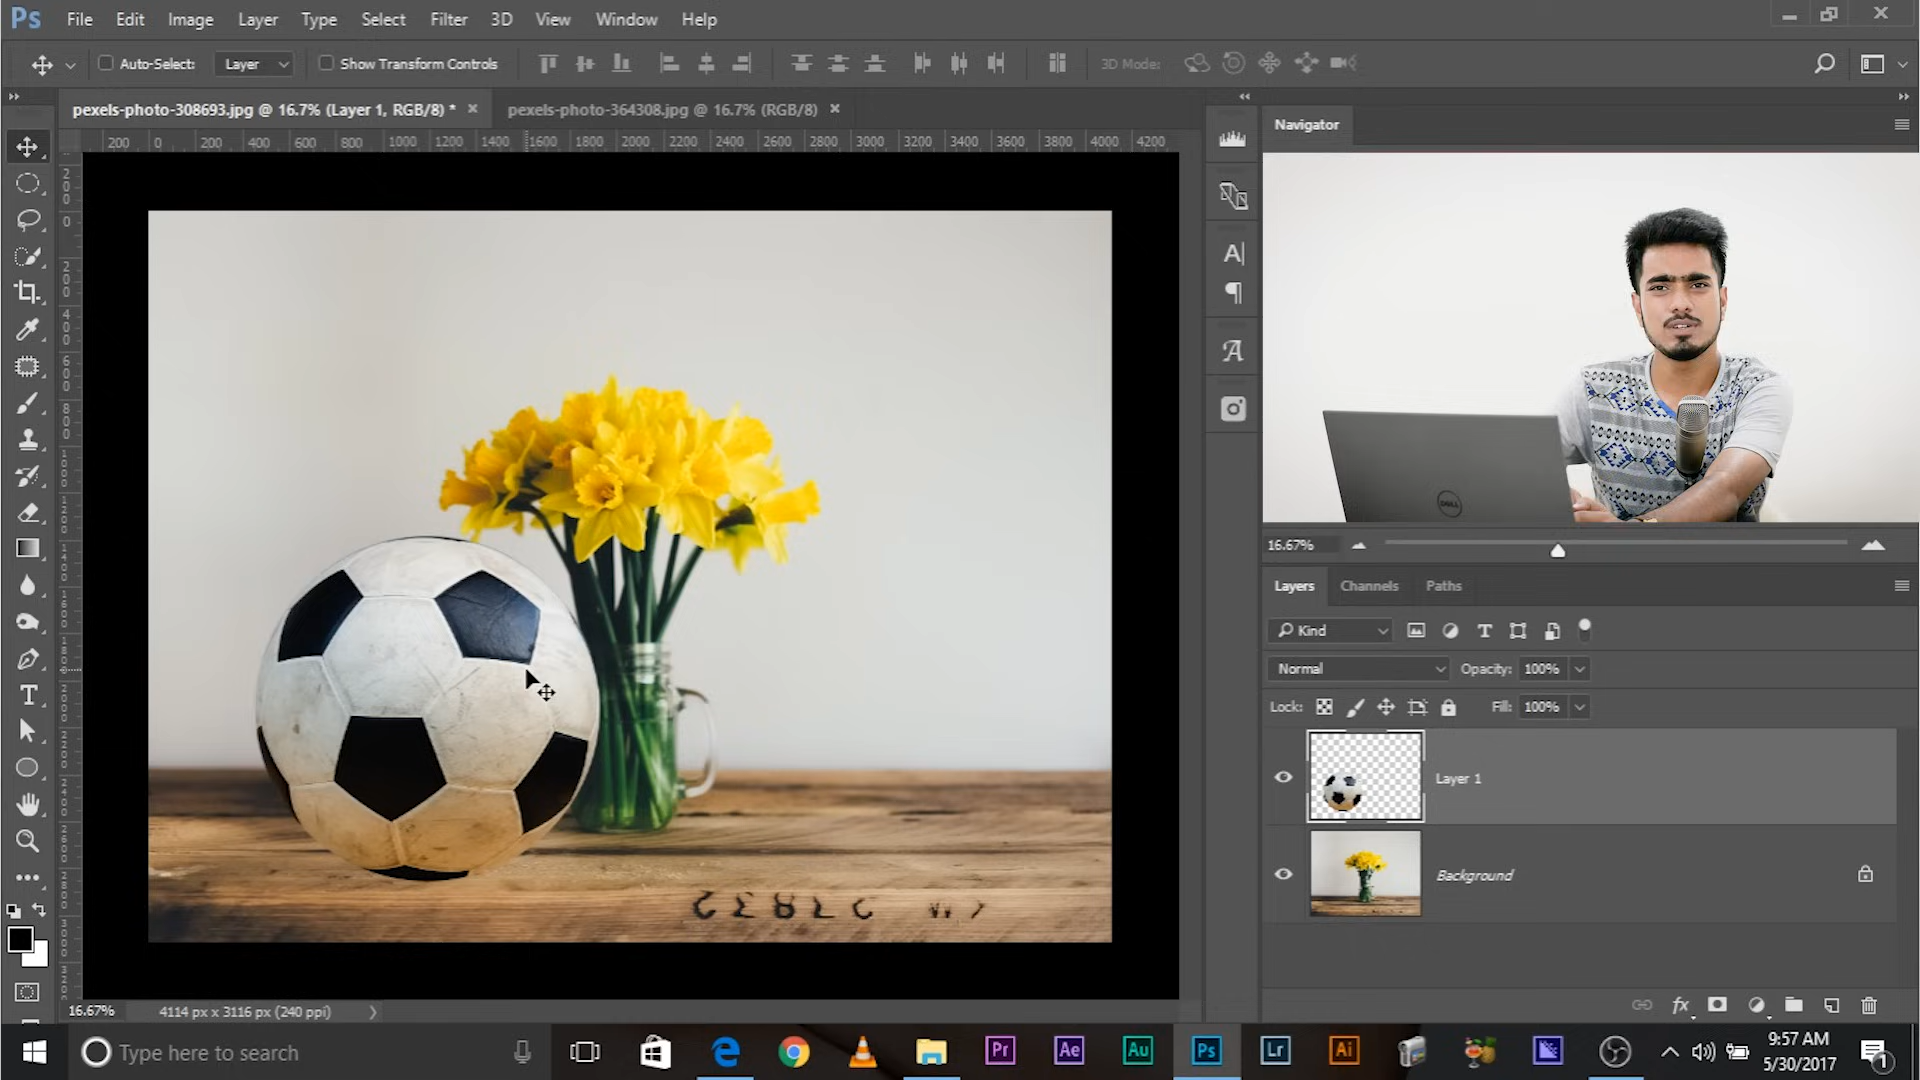 Ps File Edit Image Layer Type Select Filter 3D View Window Help
Auto-Select: Layer Show Transform Controls 3D Mode:
pexels-photo-308693.jpg @ 16.7% (Layer 1, RGB/8) * × pexels-photo-364308.jpg @ 16.7% (RGB/8) ×
200 0 200 400 600 800 1000 1200 1400 1600 1800 2000 2200 2400 2600 2800 3000 3200 3400 3600 3800 4000 4200
Navigator
DELL
16.67%
Layers Channels Paths
Kind
Normal Opacity: 100%
Lock: Fill: 100%
Layer 1
Background
16.67% 4114 px x 3116 px (240 ppi)
fx
Type here to search
Pr Ae Au Ps Lr Ai
9:57 AM
5/30/2017
1